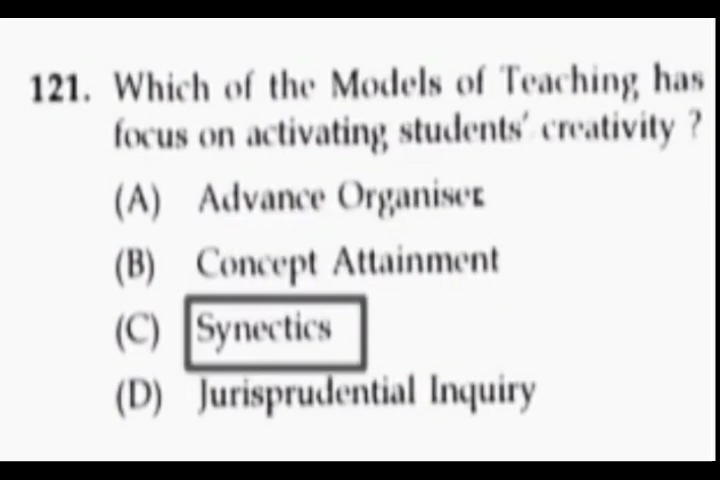 121. Which of the Models of Teaching has
focus on activating students' creativity ?
(A) Advance Organiser
(B) Concept Attainment
(C) Synectics
(D) Jurisprudential Inquiry